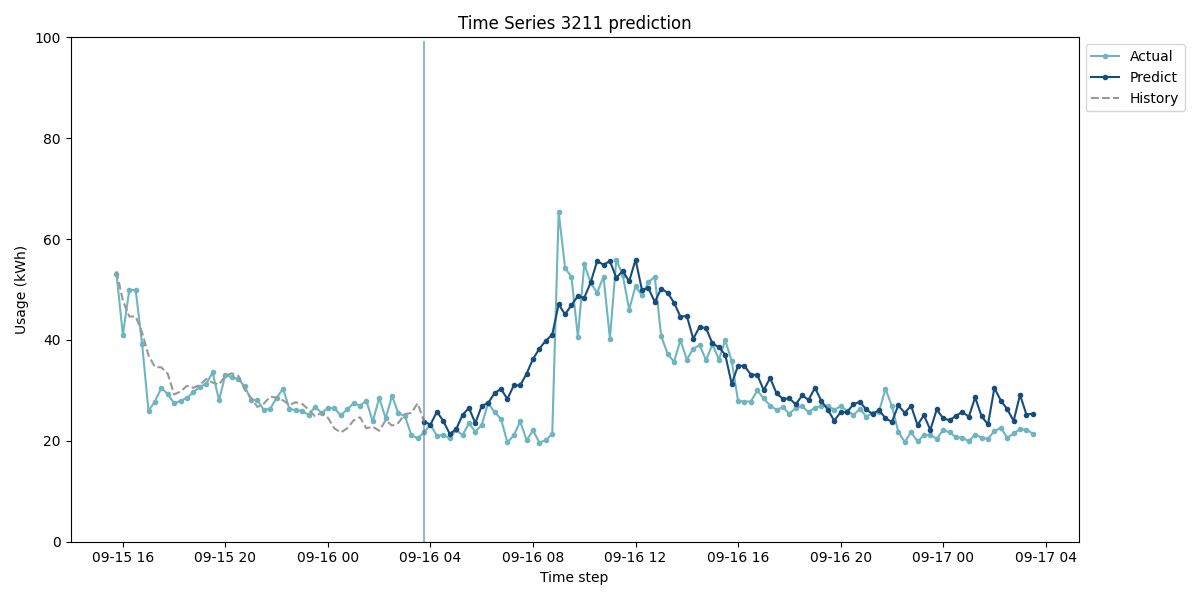 Time Series 3211 prediction
Usage (kWh)
100
80
60
40
20
0
09-15 16
09-15 20
09-16 00
09-16 04
09-16 08
09-16 12
09-16 16
09-16 20
09-17 00
09-17 04
Time step
Actual
Predict
History